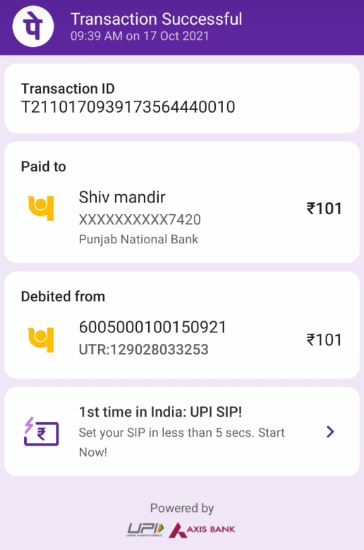 पे
Transaction Successful
09:39 AM on 17 Oct 2021
Transaction ID
T2110170939173564440010
Paid to
Shiv mandir
₹101
XXXXXXXXXX7420
Punjab National Bank
Debited from
6005000100150921
₹101
UTR:129028033253
1st time in India: UPI SIP!
Set your SIP in less than 5 secs. Start
Now!
Powered by
UPI AXIS BANK